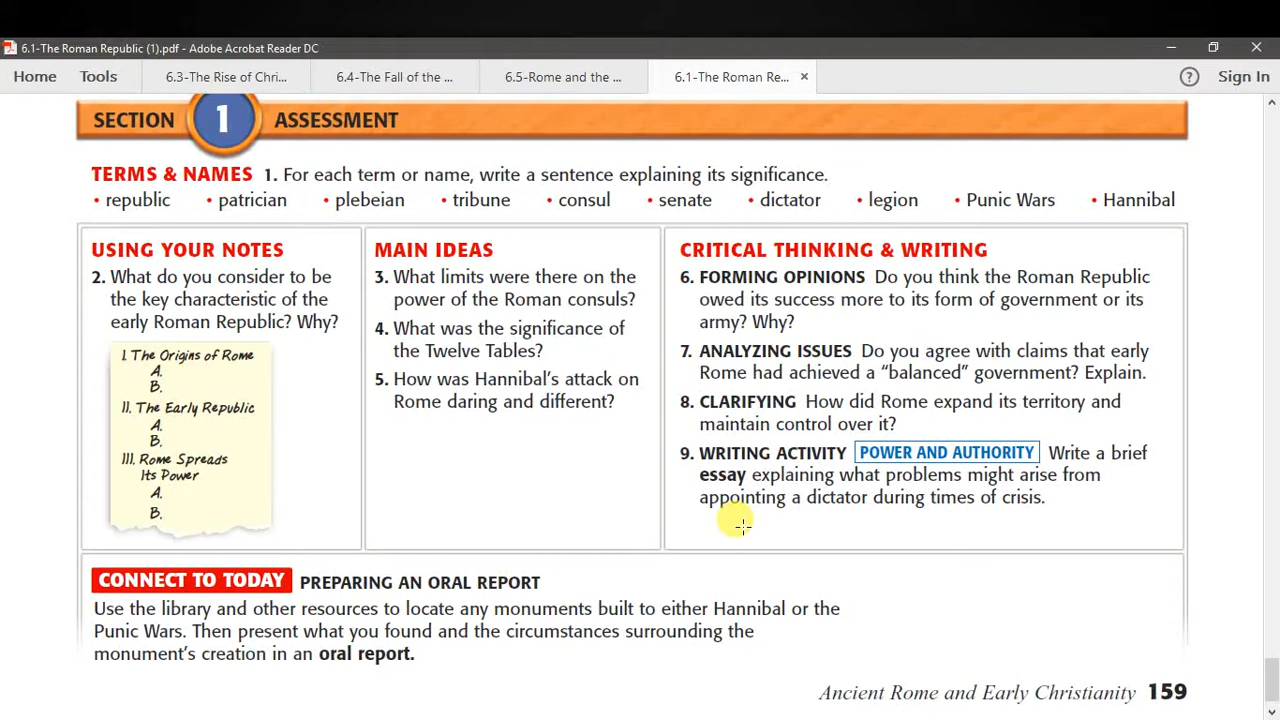 6.1-The Roman Republic (1).pdf - Adobe Acrobat Reader DC
Home Tools 6.3-The Rise of Chri... 6.4-The Fall of the ... 6.5-Rome and the ... 6.1-The Roman Re... × ? Sign In
SECTION 1 ASSESSMENT
TERMS & NAMES 1. For each term or name, write a sentence explaining its significance.
• republic • patrician • plebeian • tribune • consul • senate • dictator • legion • Punic Wars • Hannibal
USING YOUR NOTES
2. What do you consider to be
the key characteristic of the
early Roman Republic? Why?
I. The Origins of Rome
A.
B.
II. The Early Republic
A.
B.
III. Rome Spreads
Its Power
A.
B.
MAIN IDEAS
3. What limits were there on the
power of the Roman consuls?
4. What was the significance of
the Twelve Tables?
5. How was Hannibal's attack on
Rome daring and different?
CRITICAL THINKING & WRITING
6. FORMING OPINIONS Do you think the Roman Republic
owed its success more to its form of government or its
army? Why?
7. ANALYZING ISSUES Do you agree with claims that early
Rome had achieved a “balanced” government? Explain.
8. CLARIFYING How did Rome expand its territory and
maintain control over it?
9. WRITING ACTIVITY POWER AND AUTHORITY Write a brief
essay explaining what problems might arise from
appointing a dictator during times of crisis.
CONNECT TO TODAY PREPARING AN ORAL REPORT
Use the library and other resources to locate any monuments built to either Hannibal or the
Punic Wars. Then present what you found and the circumstances surrounding the
monument's creation in an oral report.
Ancient Rome and Early Christianity 159